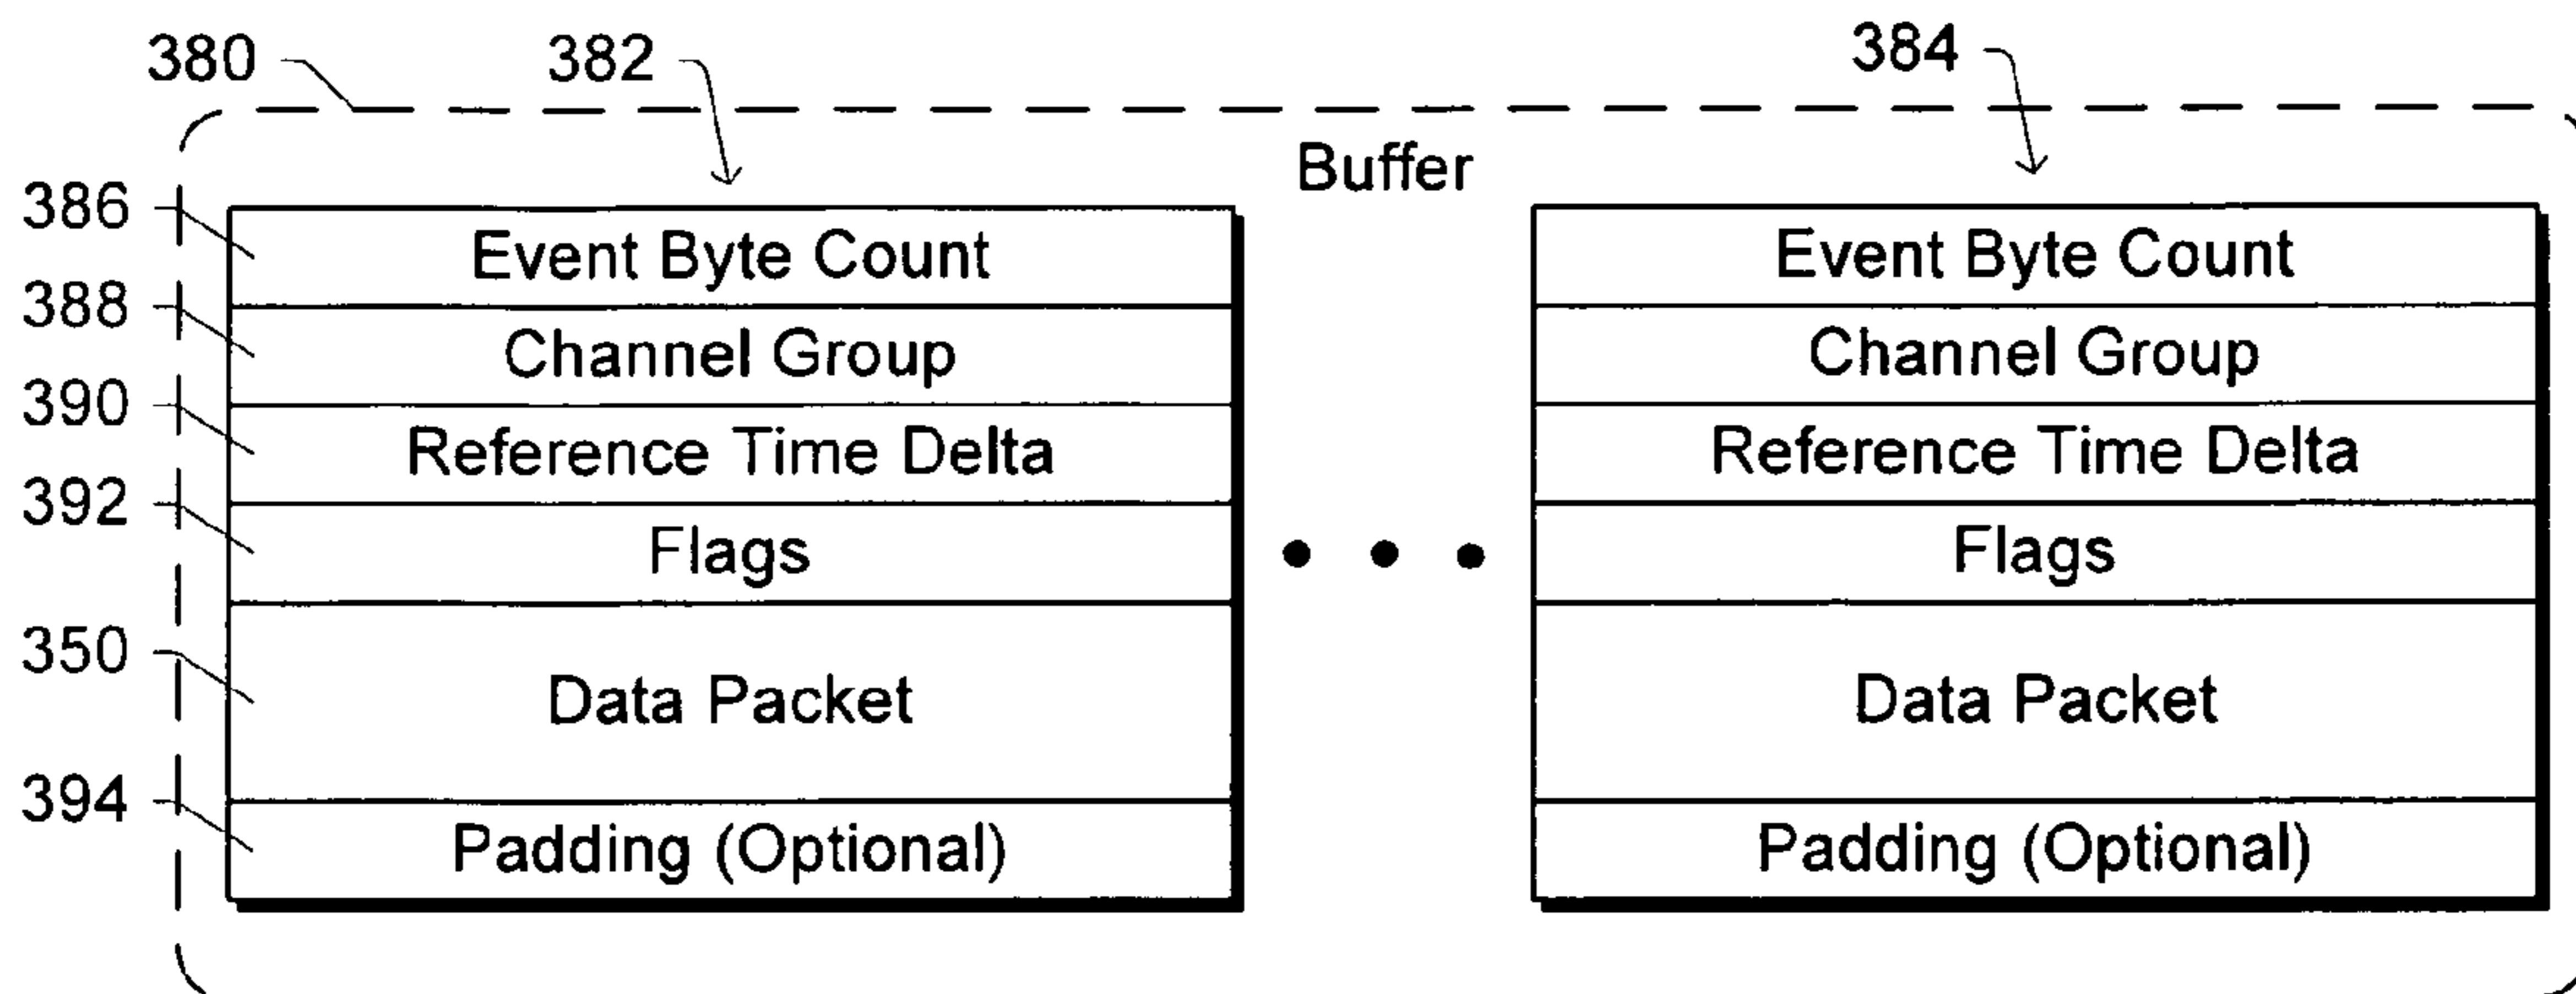 380
382
384
Buffer
386
Event Byte Count
Event Byte Count
388
Channel Group
Channel Group
390
Reference Time Delta
Reference Time Delta
392
Flags
Flags
350
Data Packet
Data Packet
394
Padding (Optional)
Padding (Optional)